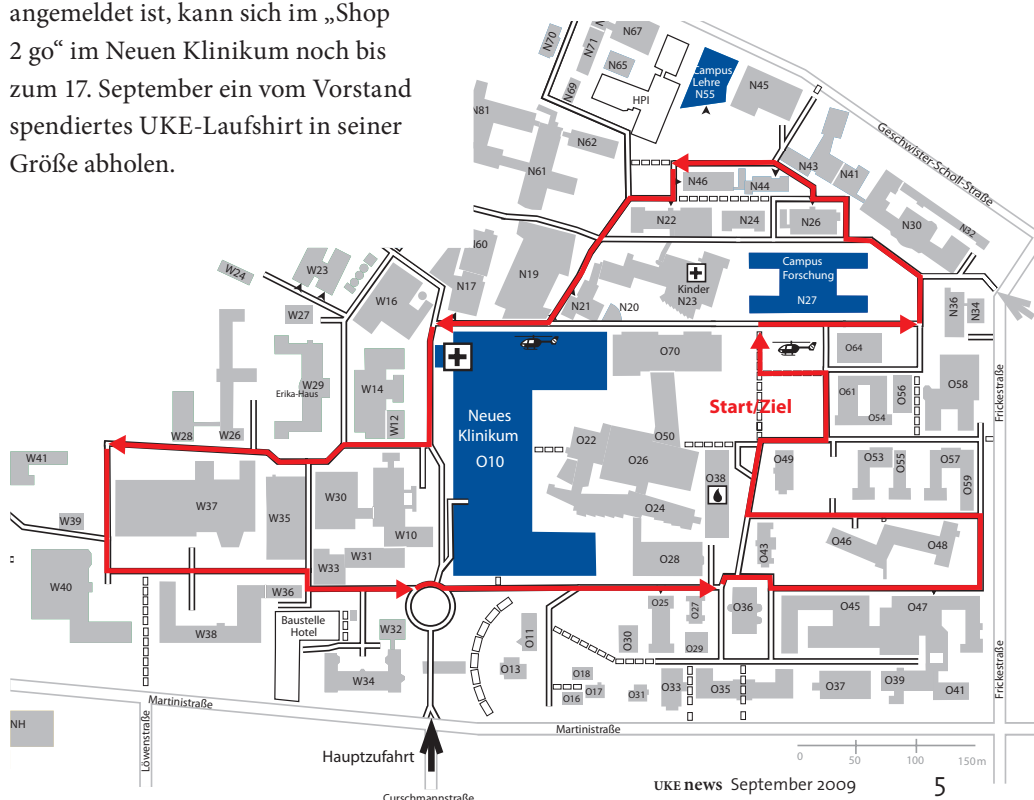 angemeldet ist, kann sich im „Shop
2 go“ im Neuen Klinikum noch bis
zum 17. September ein vom Vorstand
spendiertes UKE-Laufshirt in seiner
Größe abholen.
N70
N71
N67
N65
N69
HPI
Campus
Lehre
N55
N45
Geschwister-Scholl-Straße
N81
N62
N61
N46
N44
N43
N41
N22
N24
N26
N30
N32
N60
N19
N17
N21
N20
Kinder
N23
Campus
Forschung
N27
N36
N34
W24
W23
W16
W27
W29
Erika-Haus
W14
W12
W28
W26
O70
O64
Start/Ziel
O61
O54
O56
O58
Frickestraße
Neues
Klinikum
O10
O22
O50
O26
O38
O24
O28
O49
O53
O55
O57
O59
O43
O46
O48
W41
W39
W37
W35
W30
W10
W31
W33
W40
W36
W38
Baustelle
Hotel
W32
W34
O11
O13
O25
O27
O29
O30
O36
O45
O47
O18
O17
O16
O31
O33
O35
O37
O39
O41
Frickestraße
Martinistraße
Martinistraße
NH
Löwenstraße
Hauptzufahrt
Curschmannstraße
0 50 100 150 m
UKE news September 2009 5